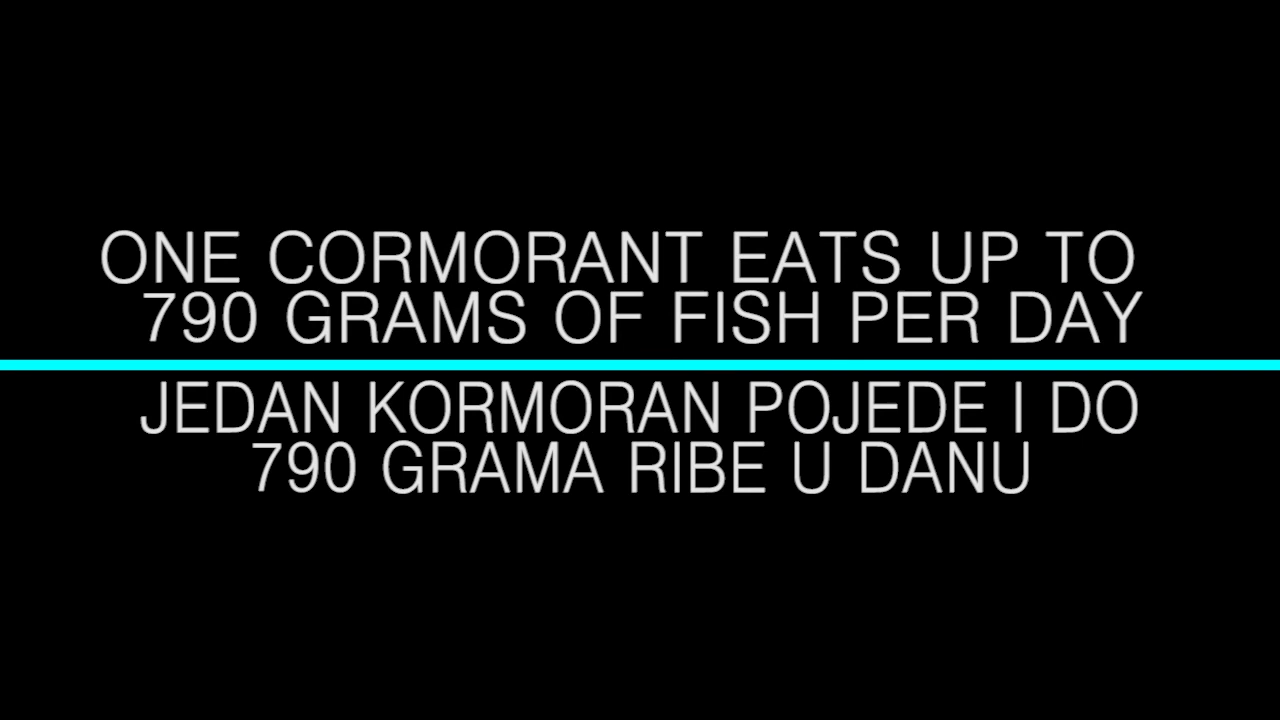 ONE CORMORANT EATS UP TO
790 GRAMS OF FISH PER DAY
JEDAN KORMORAN POJEDE I DO
790 GRAMA RIBE U DANU